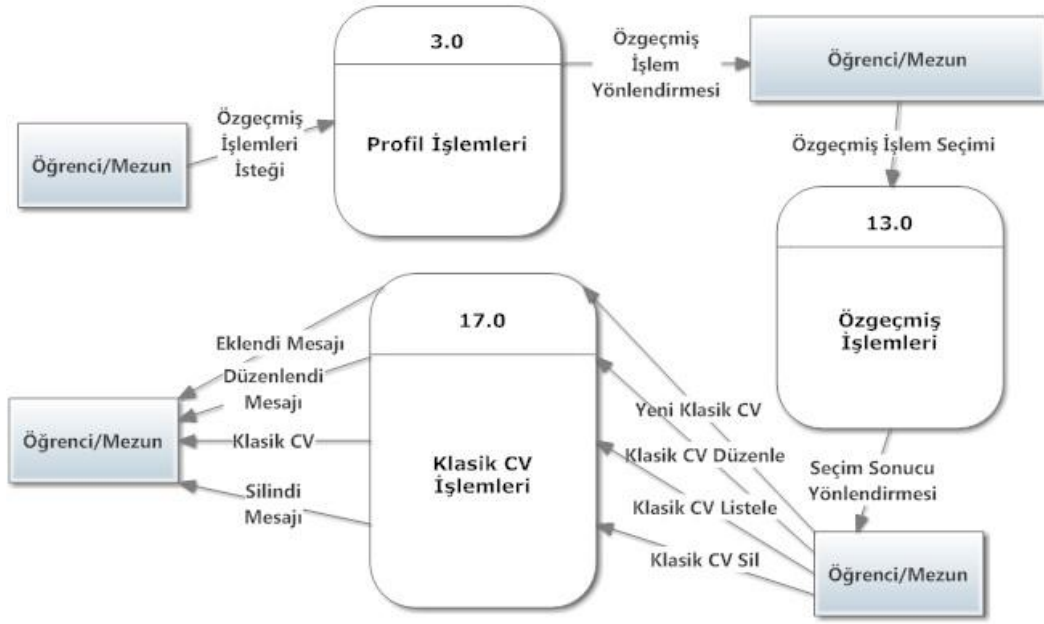 3.0
Profil İşlemleri
Öğrenci/Mezun
Özgeçmiş
İşlemleri
İsteği
Özgeçmiş
İşlem
Yönlendirmesi
Öğrenci/Mezun
Özgeçmiş İşlem Seçimi
13.0
Özgeçmiş
İşlemleri
Seçim Sonucu
Yönlendirmesi
Öğrenci/Mezun
Yeni Klasik CV
Klasik CV Düzenle
Klasik CV Listele
Klasik CV Sil
17.0
Klasik CV
İşlemleri
Eklendi Mesajı
Düzenlendi
Mesajı
Klasik CV
Silindi
Mesajı
Öğrenci/Mezun